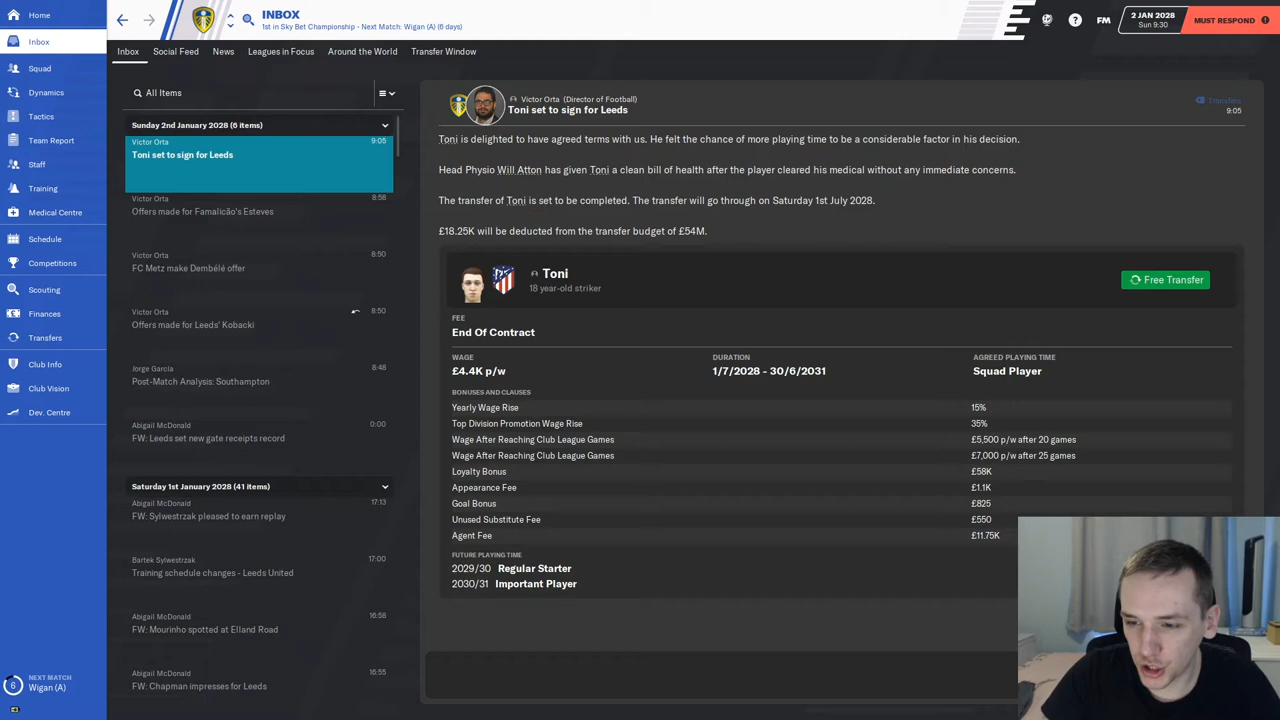 Home
INBOX
1st in Sky Bet Championship - Next Match: Wigan (A) (6 days)
FM
2 JAN 2028
Sun 9:30
MUST RESPOND
Inbox
Squad
Dynamics
Tactics
Team Report
Staff
Training
Medical Centre
Schedule
Competitions
Scouting
Finances
Transfers
Club Info
Club Vision
Dev. Centre
NEXT MATCH
6
Wigan (A)
Inbox Social Feed News Leagues in Focus Around the World Transfer Window
All Items
Sunday 2nd January 2028 (6 items)
Victor Orta 9:05
Toni set to sign for Leeds
Victor Orta 8:58
Offers made for Famalicão's Esteves
Victor Orta 8:50
FC Metz make Dembélé offer
Victor Orta 8:50
Offers made for Leeds' Kobacki
Jorge García 8:48
Post-Match Analysis: Southampton
Abigail McDonald 0:00
FW: Leeds set new gate receipts record
Saturday 1st January 2028 (41 items)
Abigail McDonald 17:13
FW: Sylwestrzak pleased to earn replay
Bartek Sylwestrzak 17:00
Training schedule changes - Leeds United
Abigail McDonald 16:58
FW: Mourinho spotted at Elland Road
Abigail McDonald 16:55
FW: Chapman impresses for Leeds
Victor Orta (Director of Football)
Toni set to sign for Leeds
Transfers
9:05
Toni is delighted to have agreed terms with us. He felt the chance of more playing time to be a considerable factor in his decision.
Head Physio Will Atton has given Toni a clean bill of health after the player cleared his medical without any immediate concerns.
The transfer of Toni is set to be completed. The transfer will go through on Saturday 1st July 2028.
£18.25K will be deducted from the transfer budget of £54M.
Toni
18 year-old striker
Free Transfer
FEE
End Of Contract
WAGE DURATION AGREED PLAYING TIME
£4.4K p/w 1/7/2028 - 30/6/2031 Squad Player
BONUSES AND CLAUSES
Yearly Wage Rise 15%
Top Division Promotion Wage Rise 35%
Wage After Reaching Club League Games £5,500 p/w after 20 games
Wage After Reaching Club League Games £7,000 p/w after 25 games
Loyalty Bonus £58K
Appearance Fee £1.1K
Goal Bonus £825
Unused Substitute Fee £550
Agent Fee £11.75K
FUTURE PLAYING TIME
2029/30 Regular Starter
2030/31 Important Player